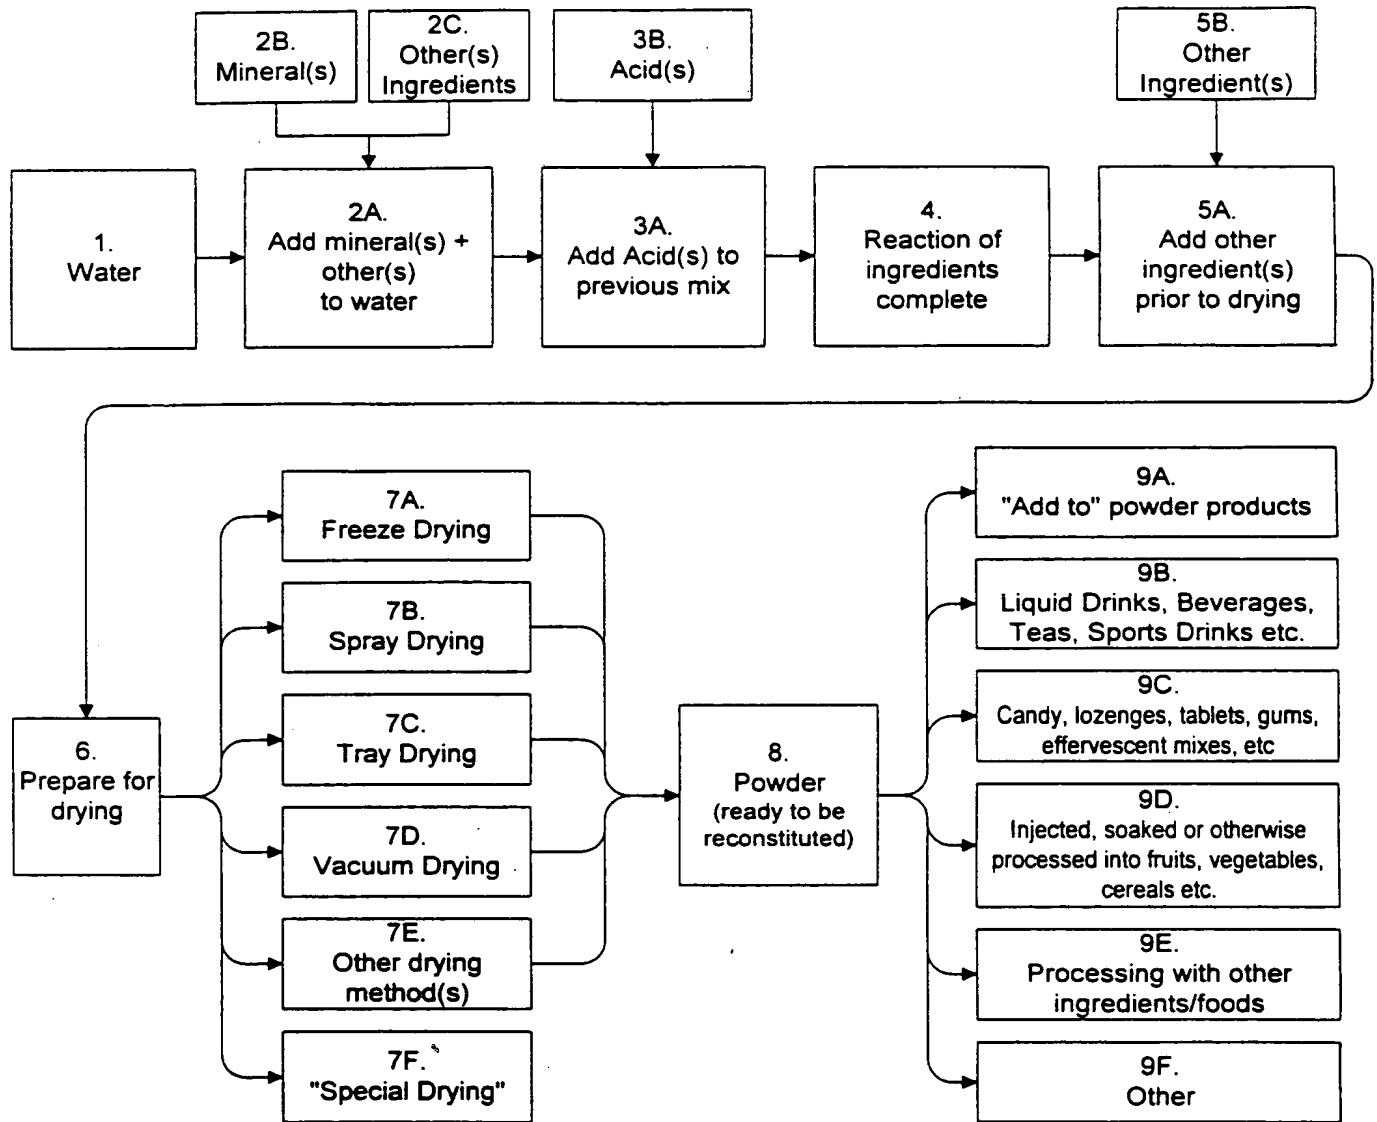 2B.
Mineral(s)
2C.
Other(s)
Ingredients
3B.
Acid(s)
5B.
Other
Ingredient(s)
1.
Water
2A.
Add mineral(s) +
other(s)
to water
3A.
Add Acid(s) to
previous mix
4.
Reaction of
ingredients
complete
5A.
Add other
ingredient(s)
prior to drying
6.
Prepare for
drying
7A.
Freeze Drying
7B.
Spray Drying
7C.
Tray Drying
7D.
Vacuum Drying
7E.
Other drying
method(s)
7F.
"Special Drying"
8.
Powder
(ready to be
reconstituted)
9A.
"Add to" powder products
9B.
Liquid Drinks, Beverages,
Teas, Sports Drinks etc.
9C.
Candy, lozenges, tablets, gums,
effervescent mixes, etc
9D.
Injected, soaked or otherwise
processed into fruits, vegetables,
cereals etc.
9E.
Processing with other
ingredients/foods
9F.
Other